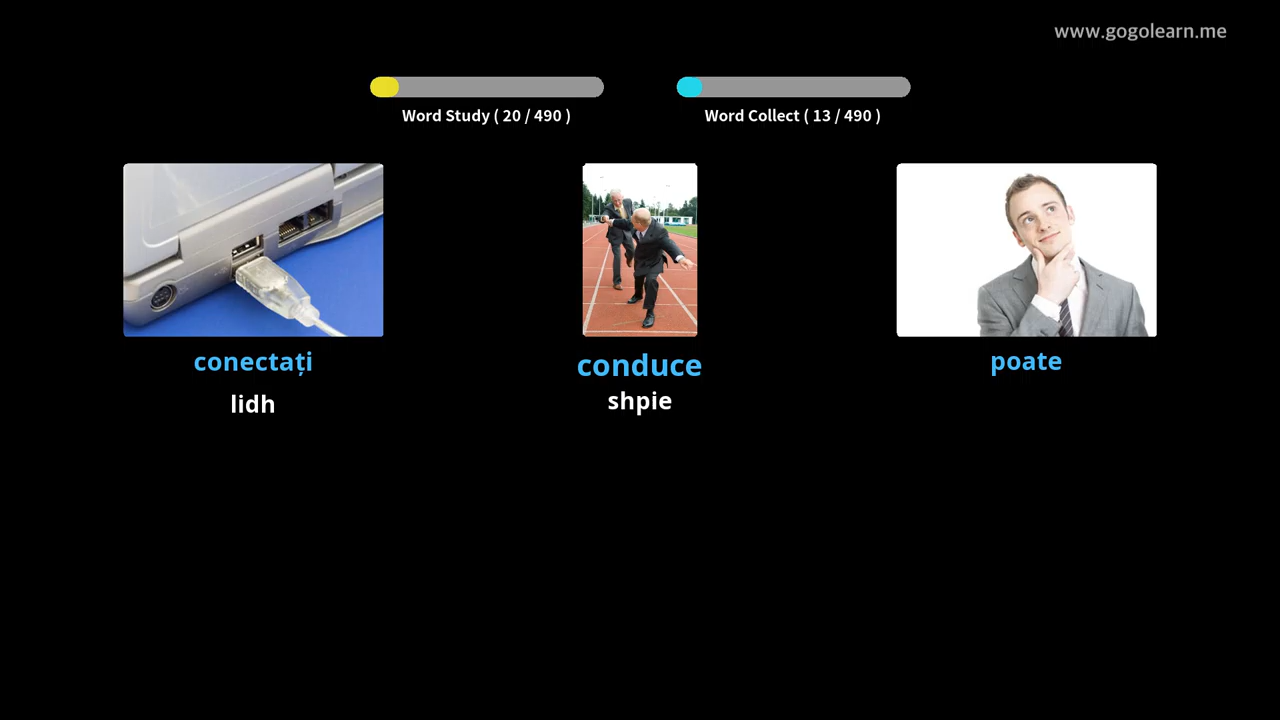 www.gogolearn.me
Word Study ( 20 / 490 )
Word Collect ( 13 / 490 )
conectați
conduce
poate
lidh
shpie